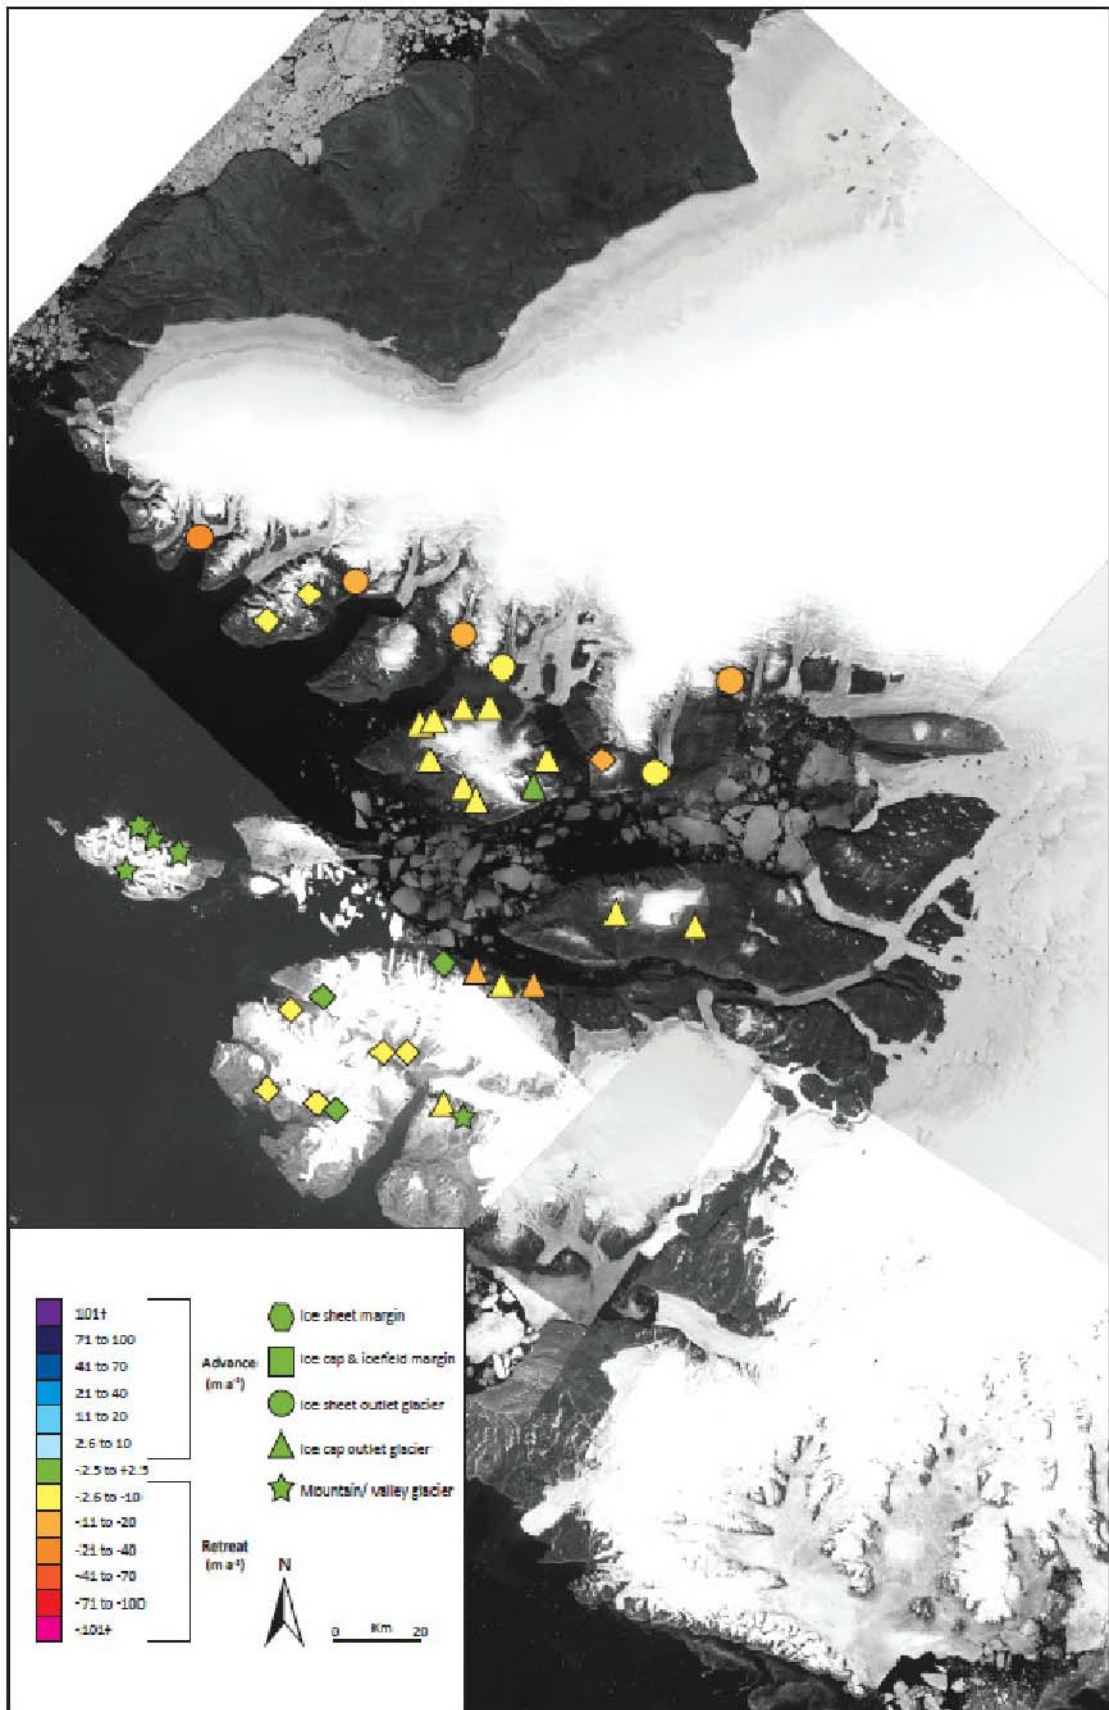 101+
71 to 100
41 to 70
21 to 40
11 to 20
2.6 to 10
-2.5 to +2.5
-2.6 to -10
-11 to -20
-21 to -40
-41 to -70
-71 to -100
-101+
Advance
(m a⁻¹)
Retreat
(m a⁻¹)
Ice sheet margin
Ice cap & icefield margin
Ice sheet outlet glacier
Ice cap outlet glacier
Mountain/ valley glacier
N
Km
0 20